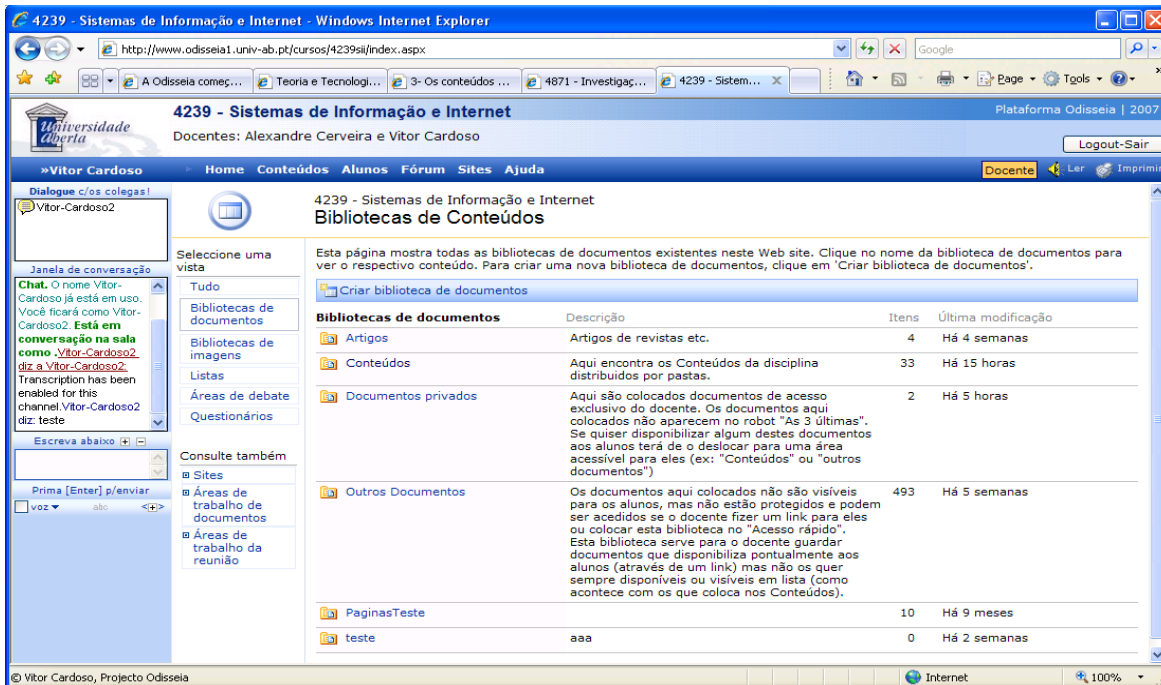 4239 - Sistemas de Informação e Internet - Windows Internet Explorer
http://www.odisseia1.univ-ab.pt/cursos/4239sii/index.aspx
Google
A Odisseia começ...
Teoria e Tecnologi...
3- Os conteúdos ...
4871 - Investigaç...
4239 - Sistem...
Page
Tools
Universidade
Aberta
4239 - Sistemas de Informação e Internet
Plataforma Odisseia | 2007
Docentes: Alexandre Cerveira e Vitor Cardoso
Logout-Sair
»Vitor Cardoso
Home Conteúdos Alunos Fórum Sites Ajuda
Docente
Ler
Imprimir
Dialogue c/os colegas!
Vitor-Cardoso2
Janela de conversação
Chat. O nome Vitor-
Cardoso já está em uso.
Você ficará como Vitor-
Cardoso2. Está em
conversação na sala
como .Vitor-Cardoso2
diz a Vitor-Cardoso2:
Transcription has been
enabled for this
channel.Vitor-Cardoso2
diz: teste
Escreva abaixo
Prima [Enter] p/enviar
voz
abc
4239 - Sistemas de Informação e Internet
Bibliotecas de Conteúdos
Seleccione uma
vista
Tudo
Bibliotecas de
documentos
Bibliotecas de
imagens
Listas
Áreas de debate
Questionários
Consulte também
Sites
Áreas de
trabalho de
documentos
Áreas de
trabalho da
reunião
Esta página mostra todas as bibliotecas de documentos existentes neste Web site. Clique no nome da biblioteca de documentos para
ver o respectivo conteúdo. Para criar uma nova biblioteca de documentos, clique em 'Criar biblioteca de documentos'.
Criar biblioteca de documentos
Bibliotecas de documentos Descrição Itens Última modificação
Artigos Artigos de revistas etc. 4 Há 4 semanas
Conteúdos Aqui encontra os Conteúdos da disciplina 33 Há 15 horas
distribuidos por pastas.
Documentos privados Aqui são colocados documentos de acesso 2 Há 5 horas
exclusivo do docente. Os documentos aqui
colocados não aparecem no robot "As 3 últimas".
Se quiser disponibilizar algum destes documentos
aos alunos terá de o deslocar para uma área
acessível para eles (ex: "Conteúdos" ou "outros
documentos")
Outros Documentos Os documentos aqui colocados não são visíveis 493 Há 5 semanas
para os alunos, mas não estão protegidos e podem
ser acedidos se o docente fizer um link para eles
ou colocar esta biblioteca no "Acesso rápido".
Esta biblioteca serve para o docente guardar
documentos que disponibiliza pontualmente aos
alunos (através de um link) mas não os quer
sempre disponíveis ou visíveis em lista (como
acontece com os que coloca nos Conteúdos).
PaginasTeste 10 Há 9 meses
teste aaa 0 Há 2 semanas
© Vitor Cardoso, Projecto Odisseia
Internet
100%